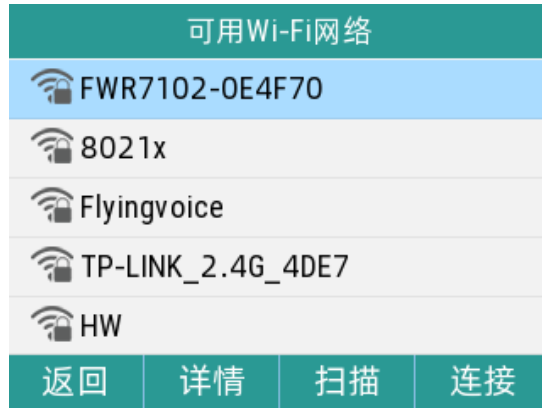 可用Wi-Fi网络
FWR7102-0E4F70
8021x
Flyingvoice
TP-LINK_2.4G_4DE7
HW
返回 详情 扫描 连接